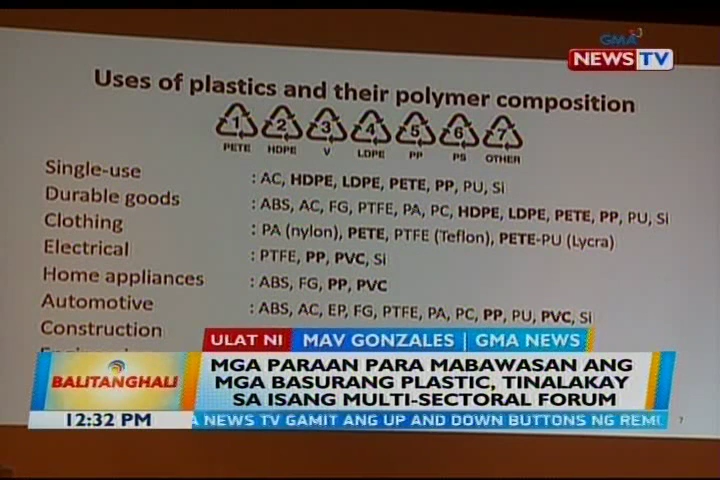 GMA
NEWS TV
Uses of plastics and their polymer composition
1 2 3 4 5 6 7
PETE HDPE V LDPE PP PS OTHER
Single-use : AC, HDPE, LDPE, PETE, PP, PU, Si
Durable goods : ABS, AC, FG, PTFE, PA, PC, HDPE, LDPE, PETE, PP, PU, Si
Clothing : PA (nylon), PETE, PTFE (Teflon), PETE-PU (Lycra)
Electrical : PTFE, PP, PVC, Si
Home appliances : ABS, FG, PP, PVC
Automotive : ABS, AC, EP, FG, PTFE, PA, PC, PP, PU, PVC, Si
Construction
ULAT NI MAV GONZALES | GMA NEWS
BALITANGHALI
MGA PARAAN PARA MABAWASAN ANG
MGA BASURANG PLASTIC, TINALAKAY
SA ISANG MULTI-SECTORAL FORUM
12:32 PM A NEWS TV GAMIT ANG UP AND DOWN BUTTONS NG REMO
7